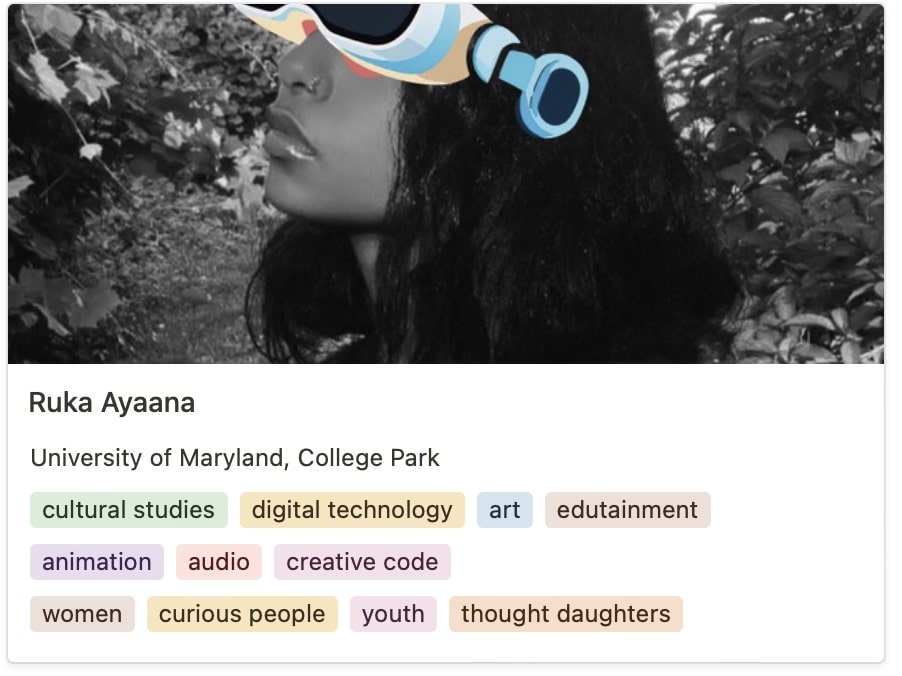 Ruka Ayaana
University of Maryland, College Park
cultural studies digital technology art edutainment
animation audio creative code
women curious people youth thought daughters